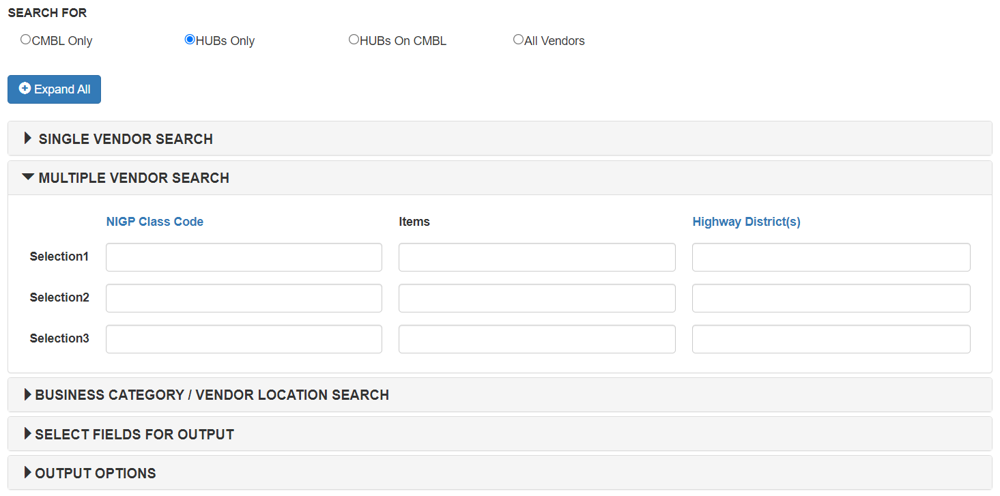 SEARCH FOR
CMBL Only HUBs Only HUBs On CMBL All Vendors
Expand All
SINGLE VENDOR SEARCH
MULTIPLE VENDOR SEARCH
NIGP Class Code Items Highway District(s)
Selection1
Selection2
Selection3
BUSINESS CATEGORY / VENDOR LOCATION SEARCH
SELECT FIELDS FOR OUTPUT
OUTPUT OPTIONS